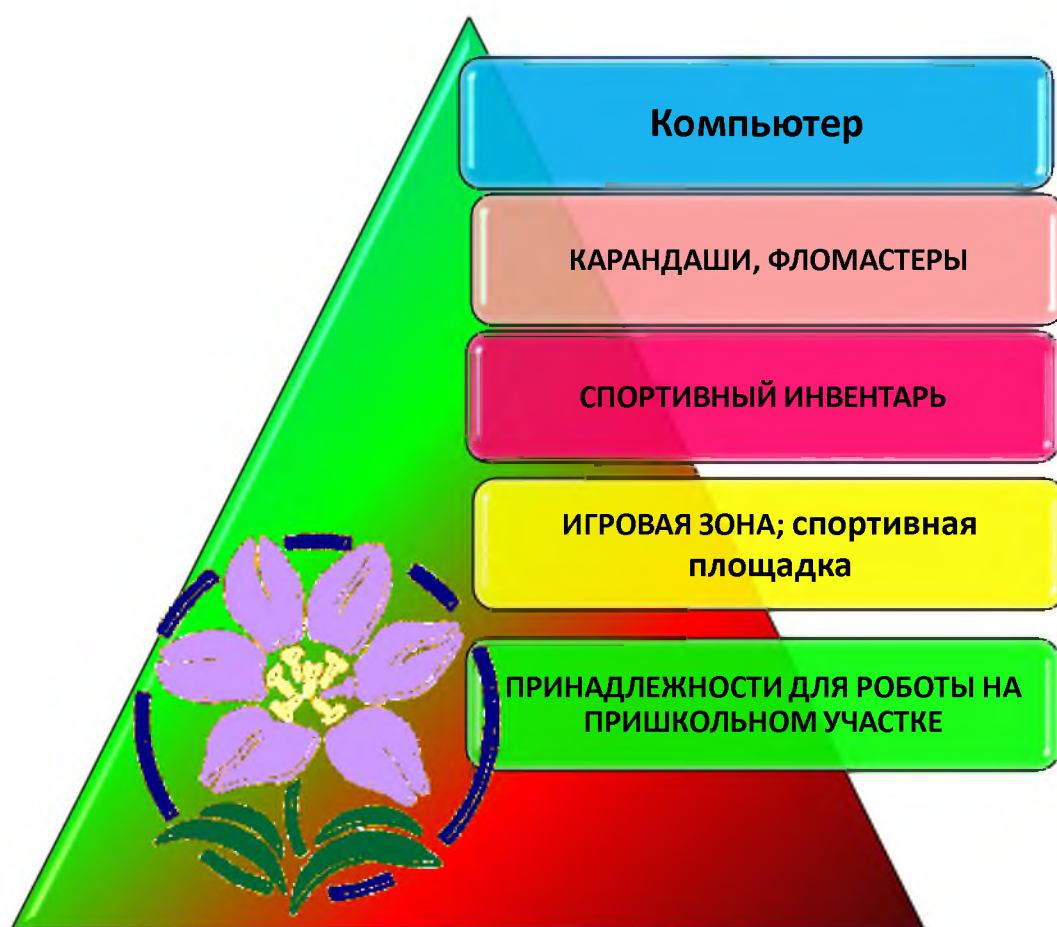 Компьютер
КАРАНДАШИ, ФЛОМАСТЕРЫ
СПОРТИВНЫЙ ИНВЕНТАРЬ
ИГРОВАЯ ЗОНА; спортивная
площадка
ПРИНАДЛЕЖНОСТИ ДЛЯ РОБОТЫ НА
ПРИШКОЛЬНОМ УЧАСТКЕ